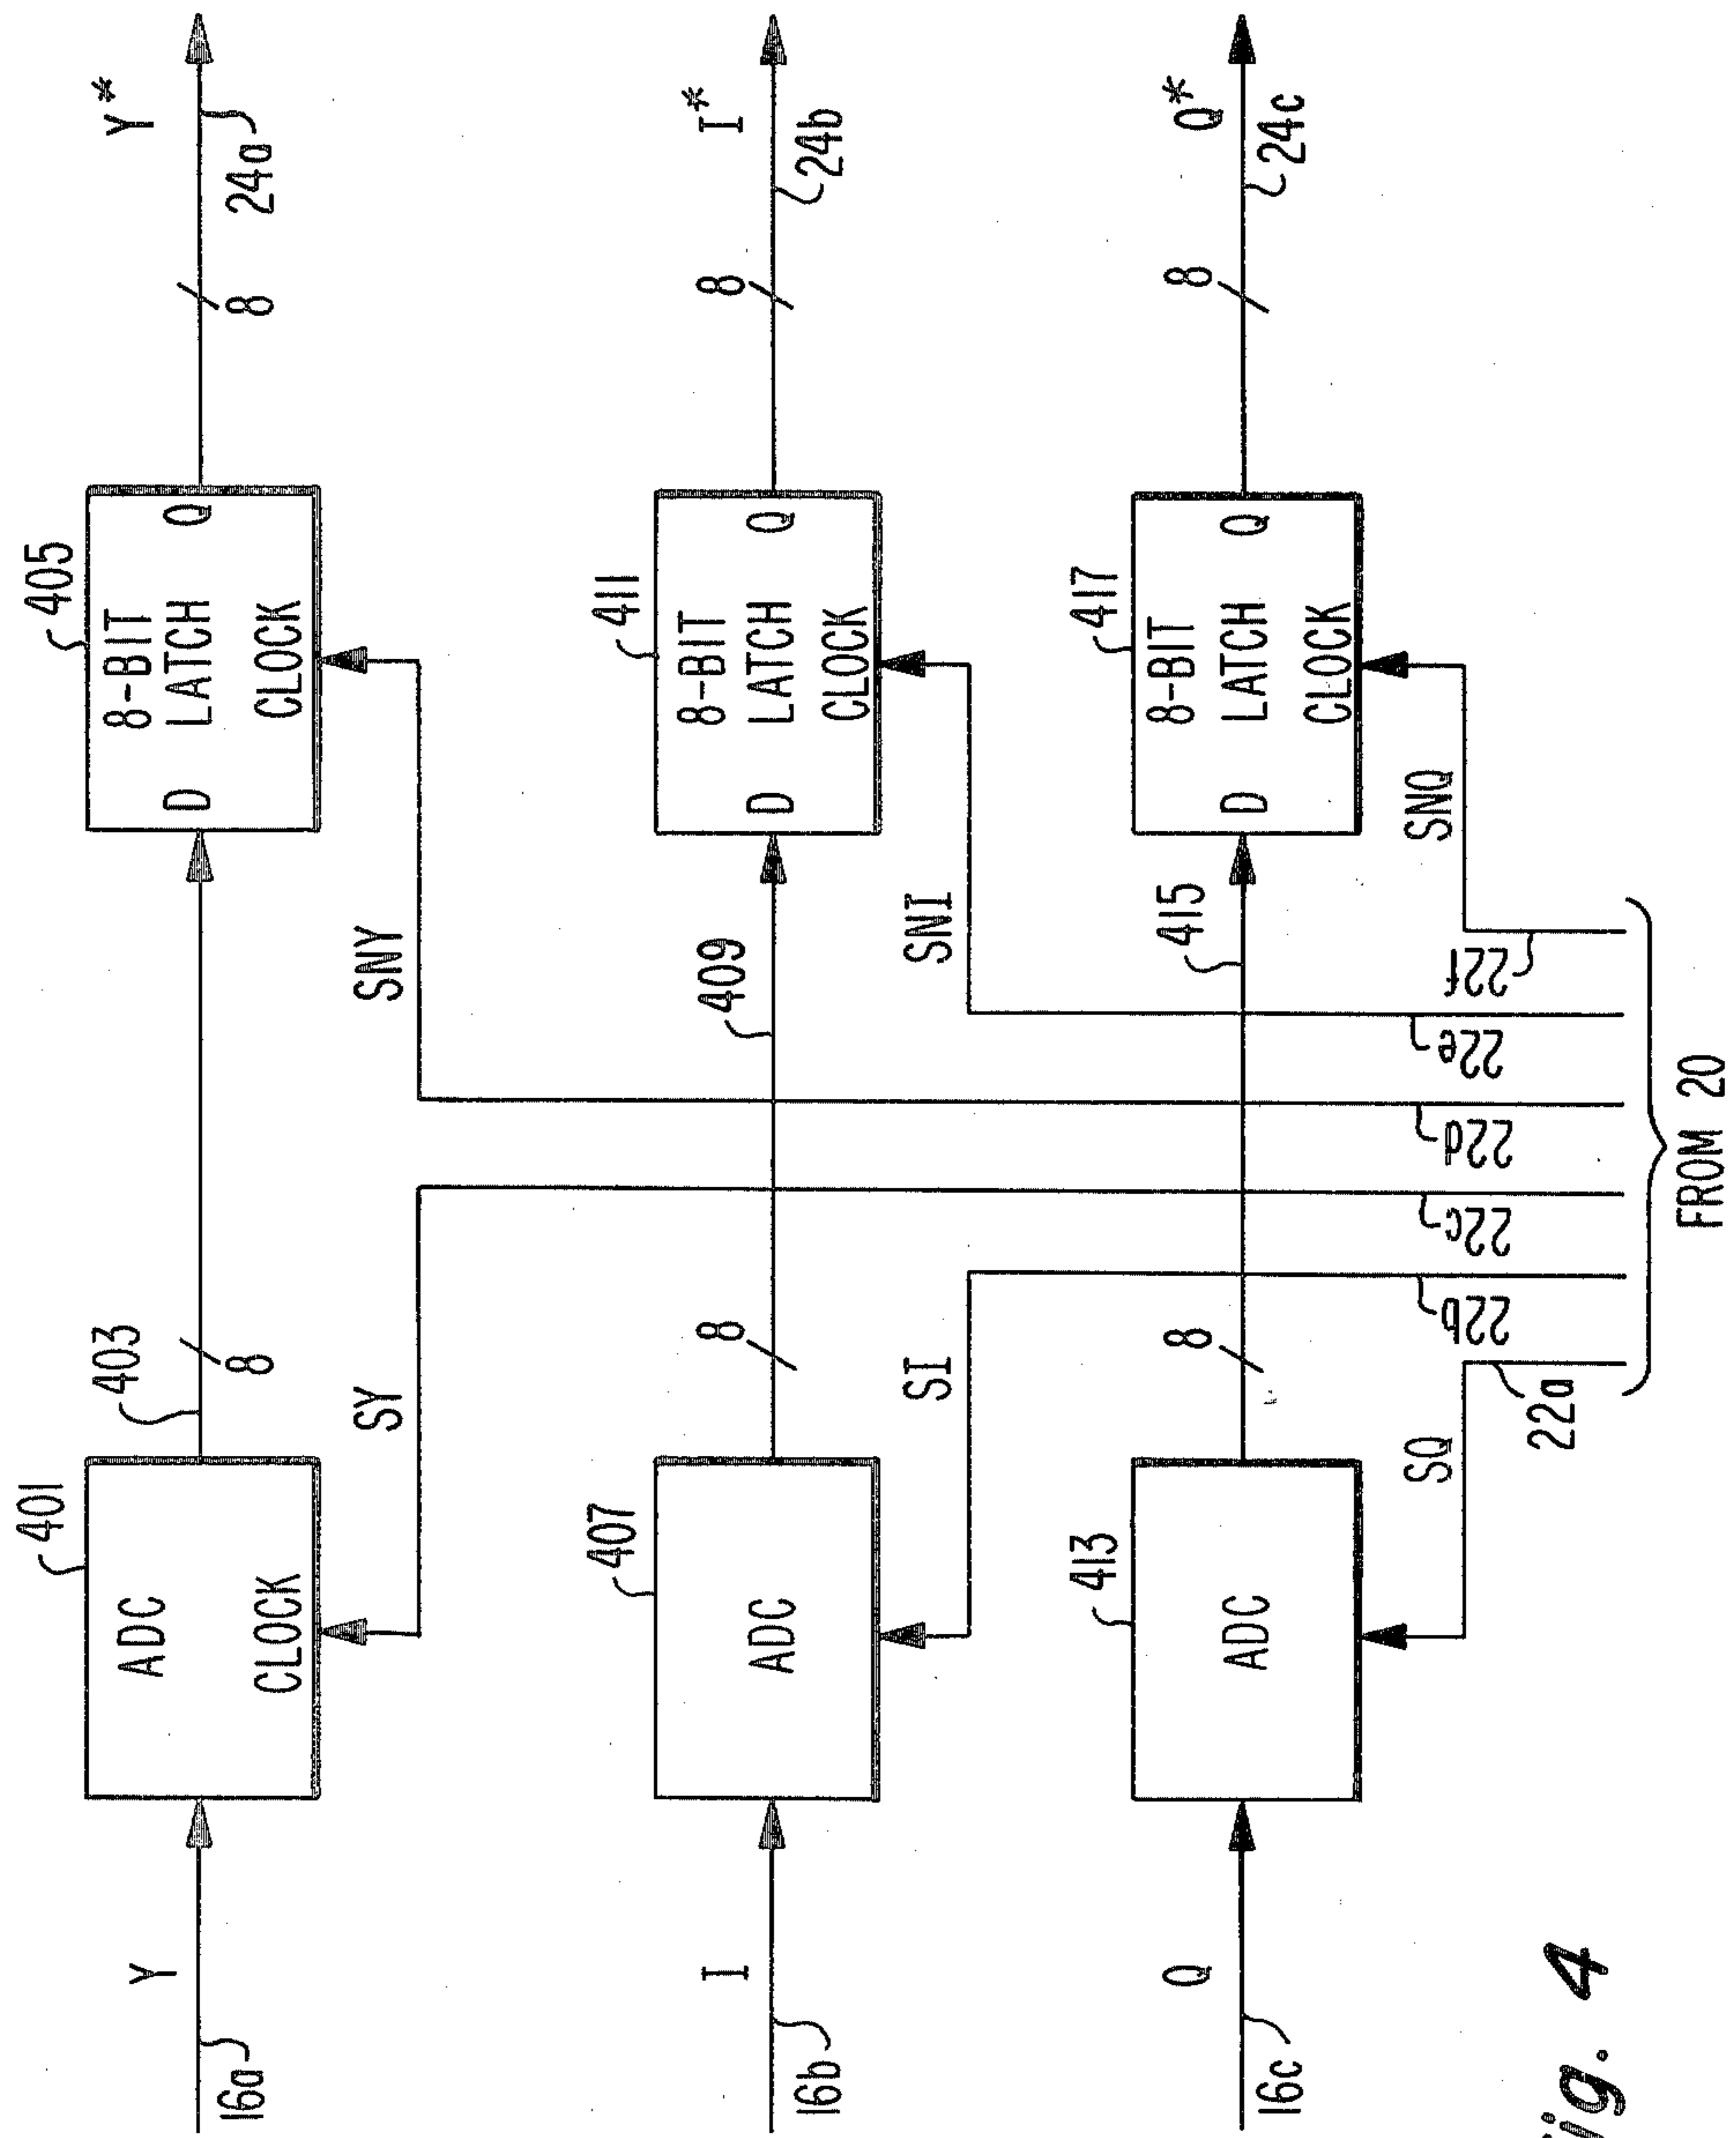 Y
16a
401
ADC
CLOCK
403
8
SY
405
8-BIT
D LATCH Q
CLOCK
SNY
8
Y*
24a
I
16b
407
ADC
8
SI
409
411
8-BIT
D LATCH Q
CLOCK
SNI
8
I*
24b
Q
16c
413
ADC
8
SQ
415
417
8-BIT
D LATCH Q
CLOCK
SNQ
8
Q*
24c
22a
22b
22c
22d
22e
22f
FROM 20
Fig. 4